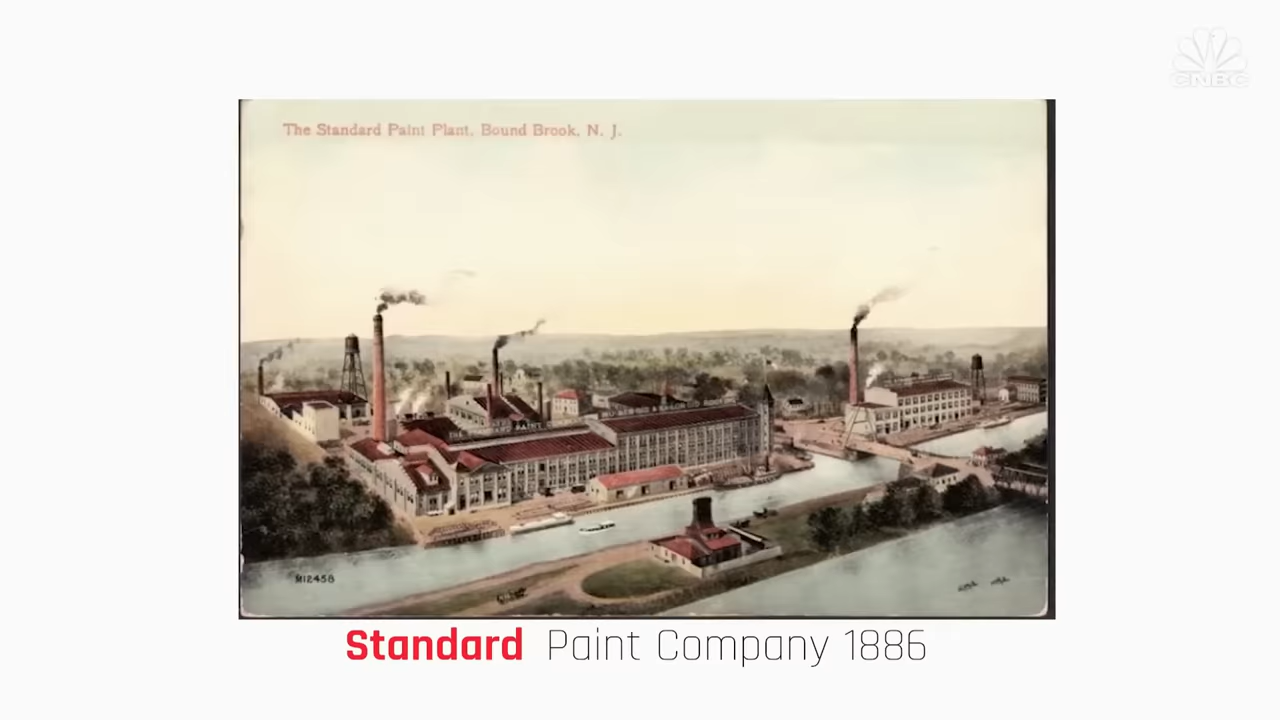 CNBC
The Standard Paint Plant, Bound Brook, N. J.
M12458
Standard Paint Company 1886